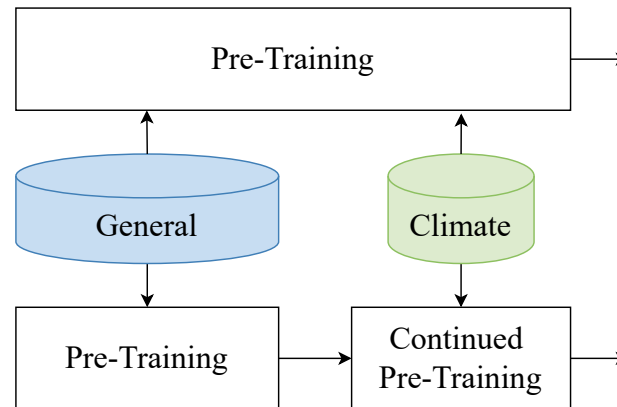 Pre-Training
General
Climate
Pre-Training
Continued
Pre-Training